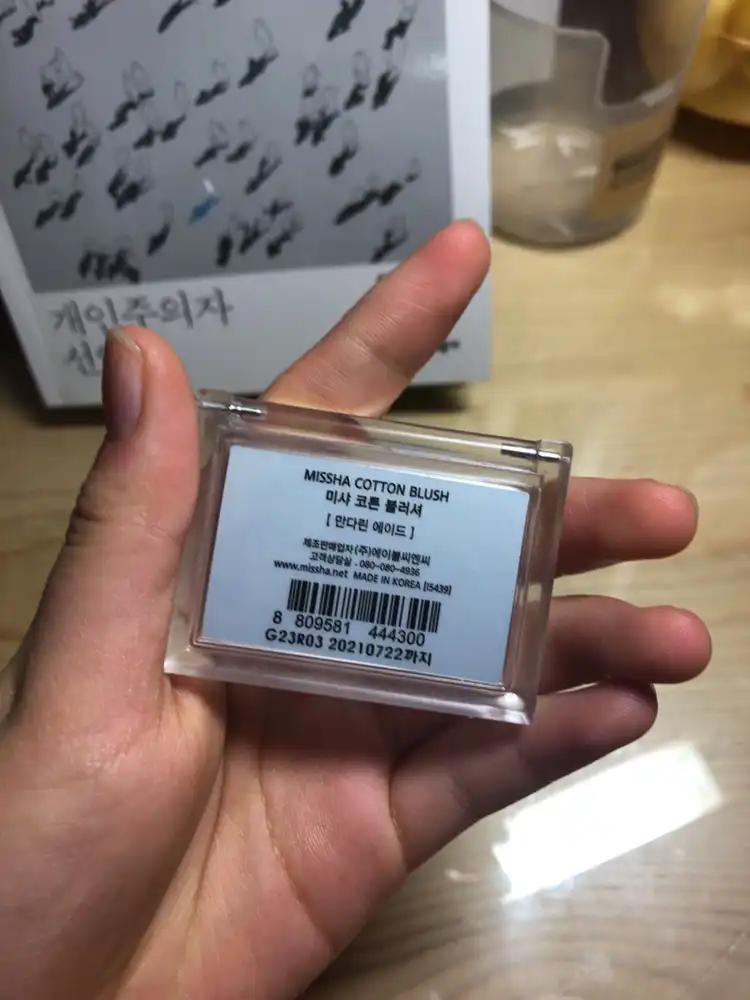 개인주의자
선
MISSHA COTTON BLUSH
미샤 코튼 블러셔
[ 만다린 에이드 ]
제조판매업자 (주)에이블씨엔씨
고객상담실 . 080-080-4936
www.missha.net MADE IN KOREA [I5439]
8 809581 444300
G23R03 20210722까지